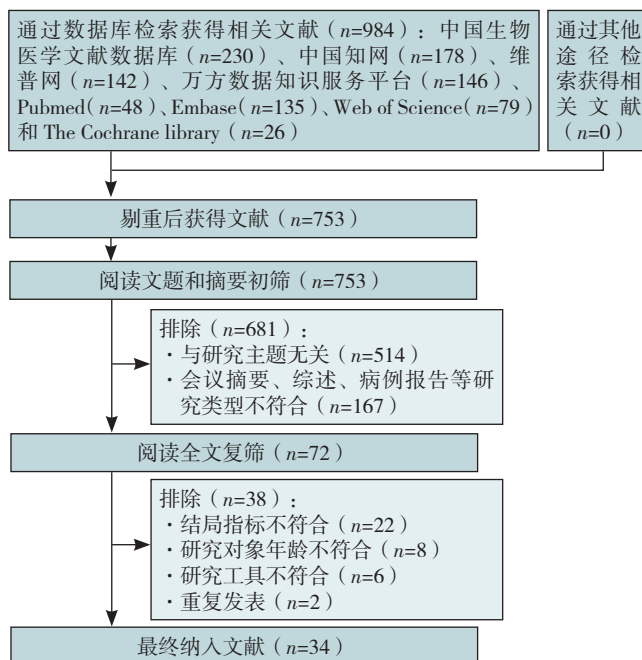 通过数据库检索获得相关文献（n=984）：中国生物
医学文献数据库（n=230）、中国知网（n=178）、维
普网（n=142）、万方数据知识服务平台（n=146）、
Pubmed（n=48）、Embase（n=135）、Web of Science（n=79）
和 The Cochrane library（n=26）
通过其他
途径检
索获得相
关文献
（n=0）
剔重后获得文献（n=753）
阅读文题和摘要初筛（n=753）
排除（n=681）：
·与研究主题无关（n=514）
·会议摘要、综述、病例报告等研
究类型不符合（n=167）
阅读全文复筛（n=72）
排除（n=38）：
·结局指标不符合（n=22）
·研究对象年龄不符合（n=8）
·研究工具不符合（n=6）
·重复发表（n=2）
最终纳入文献（n=34）